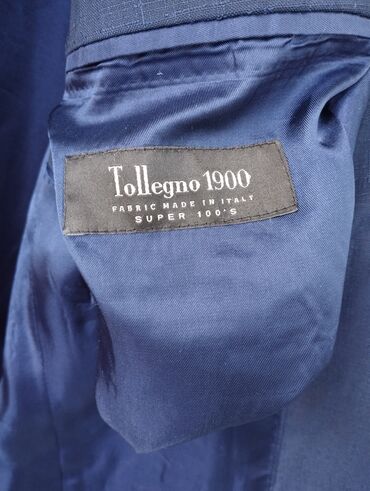 Tollegno 1900
FABRIC MADE IN ITALY
SUPER 100'S